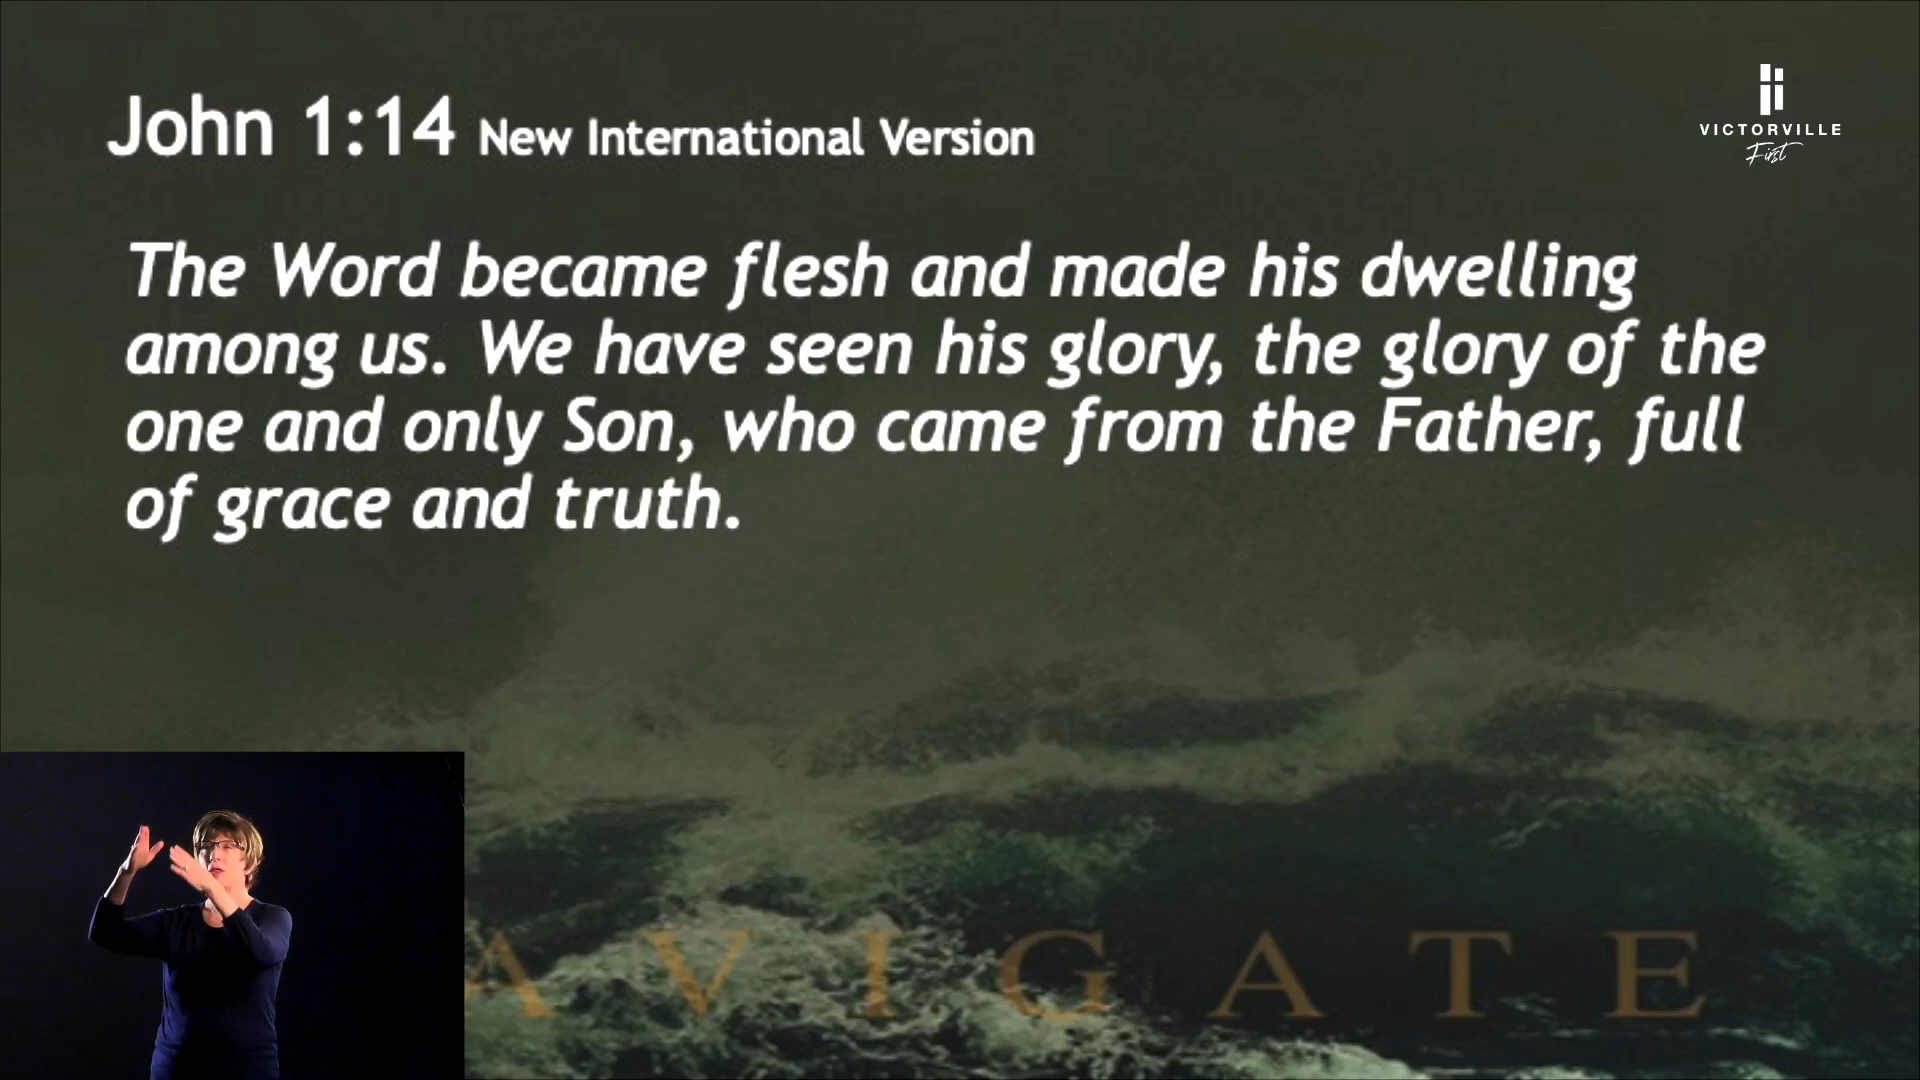 John 1:14 New International Version
VICTORVILLE
First
The Word became flesh and made his dwelling
among us. We have seen his glory, the glory of the
one and only Son, who came from the Father, full
of grace and truth.
AVIGATE